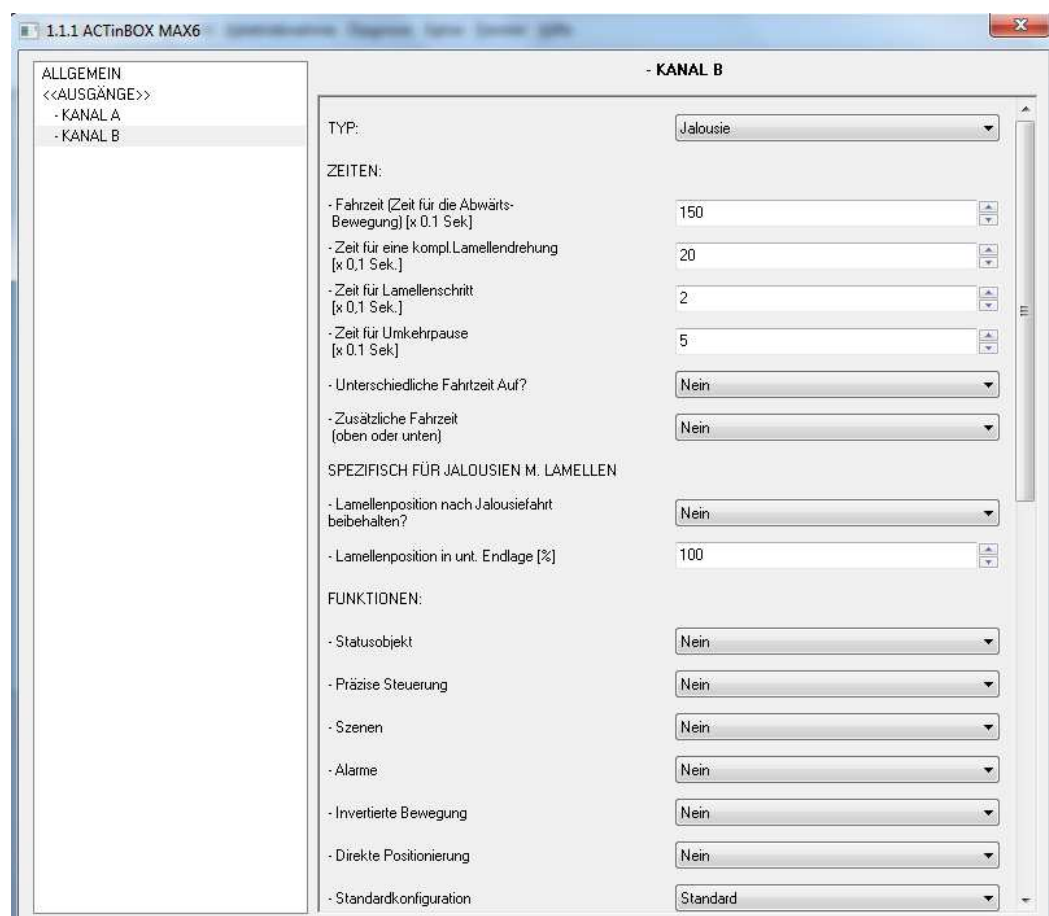 1.1.1 ACTinBOX MAX6
ALLGEMEIN
<<AUSGÄNGE>>
- KANAL A
- KANAL B
- KANAL B
TYP:
Jalousie
ZEITEN:
- Fahrzeit (Zeit für die Abwärts-
Bewegung) [x 0.1 Sek]
150
- Zeit für eine kompl.Lamellendrehung
[x 0,1 Sek.]
20
- Zeit für Lamellenschritt
[x 0,1 Sek.]
2
- Zeit für Umkehrpause
[x 0.1 Sek]
5
- Unterschiedliche Fahrtzeit Auf?
Nein
- Zusätzliche Fahrzeit
(oben oder unten)
Nein
SPEZIFISCH FÜR JALOUSIEN M. LAMELLEN
- Lamellenposition nach Jalousiefahrt
beibehalten?
Nein
- Lamellenposition in unt. Endlage [%]
100
FUNKTIONEN:
- Statusobjekt
Nein
- Präzise Steuerung
Nein
- Szenen
Nein
- Alarme
Nein
- Invertierte Bewegung
Nein
- Direkte Positionierung
Nein
- Standardkonfiguration
Standard